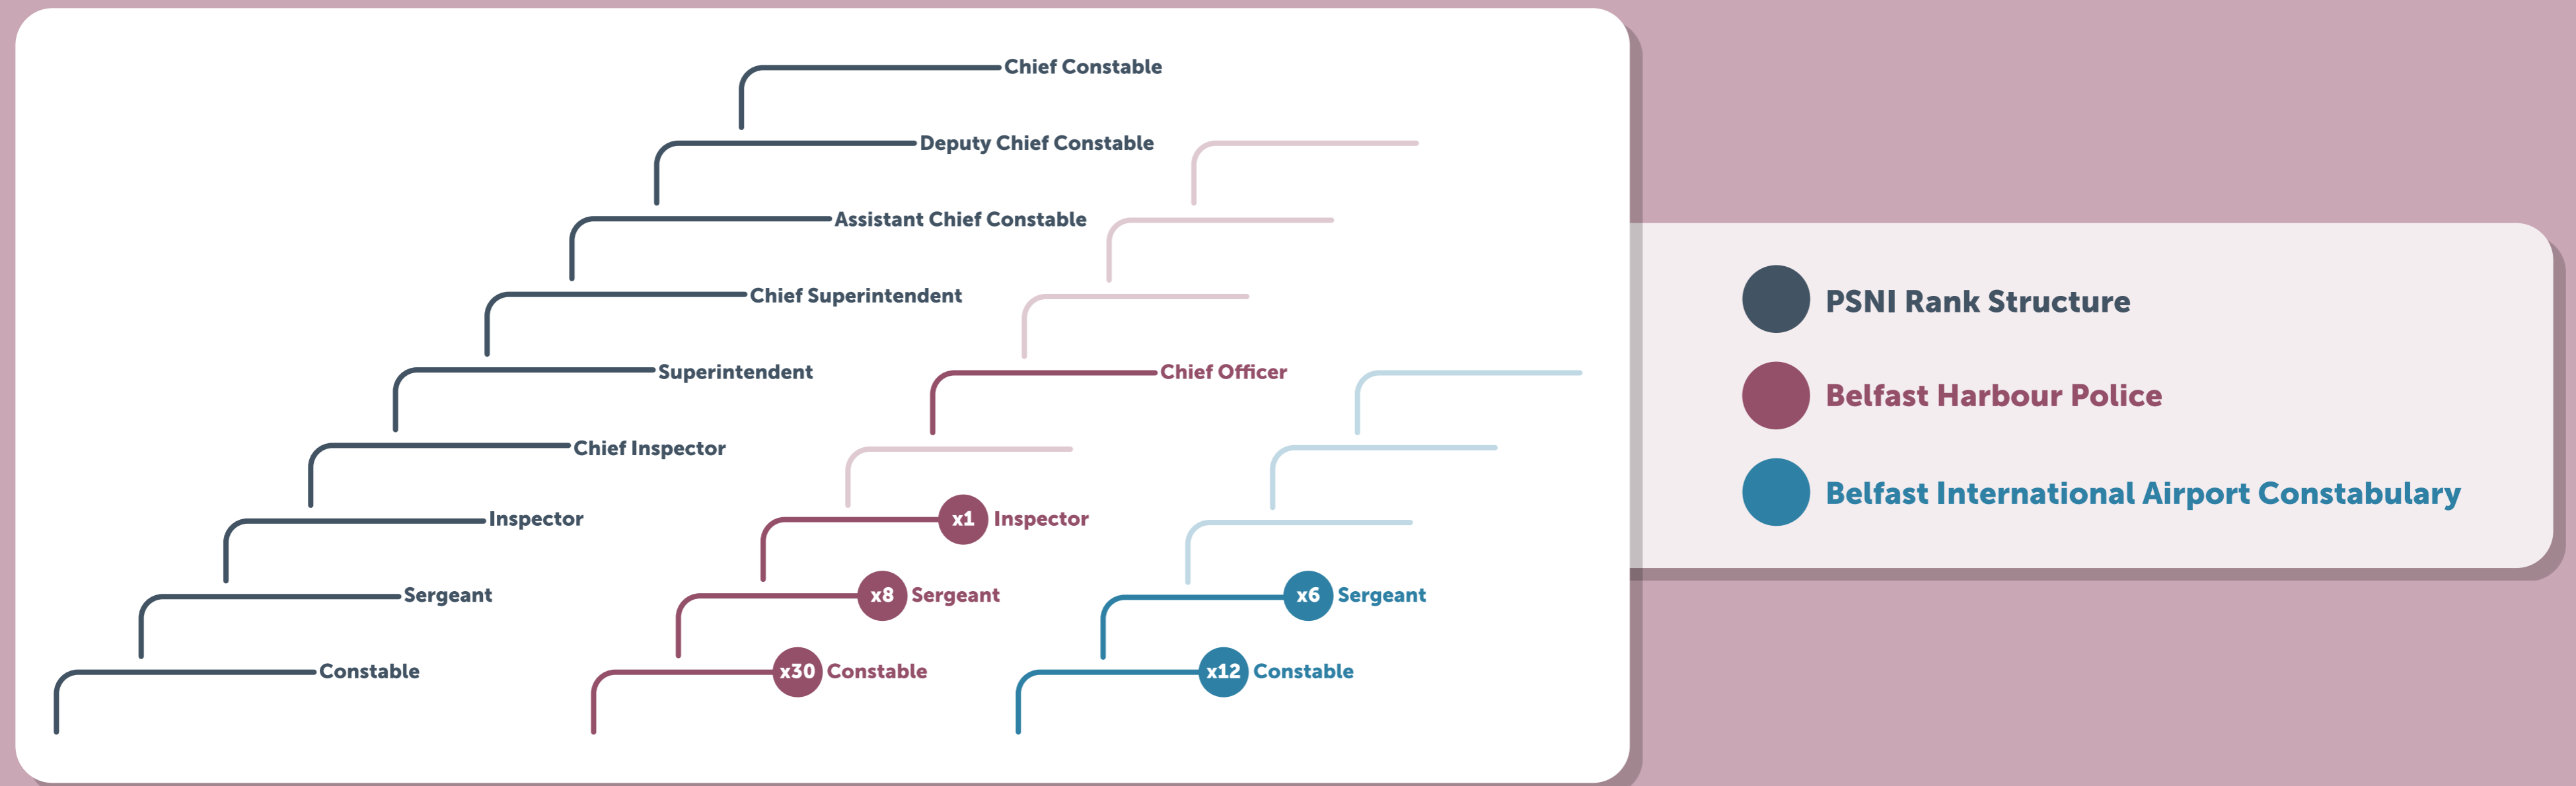 Chief Constable
Deputy Chief Constable
Assistant Chief Constable
Chief Superintendent
Superintendent
Chief Officer
Chief Inspector
Inspector
x1 Inspector
Sergeant
x8 Sergeant
x6 Sergeant
Constable
x30 Constable
x12 Constable
PSNI Rank Structure
Belfast Harbour Police
Belfast International Airport Constabulary